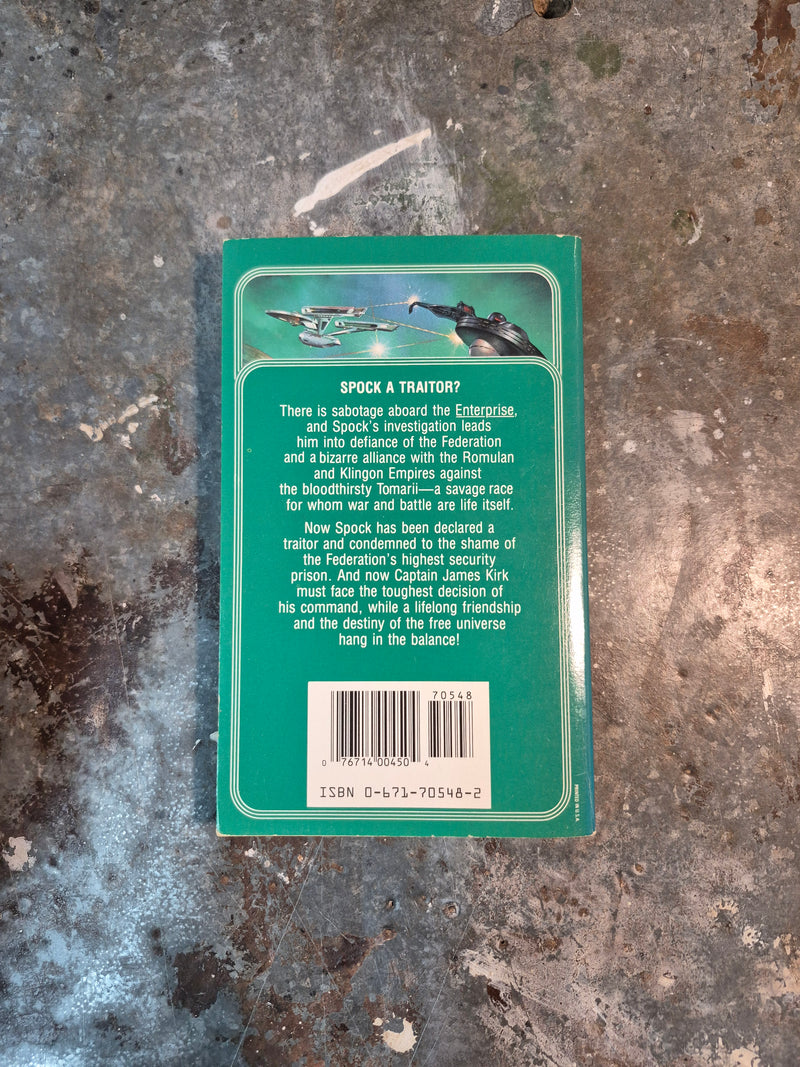 SPOCK A TRAITOR?
There is sabotage aboard the Enterprise,
and Spock's investigation leads
him into defiance of the Federation
and a bizarre alliance with the Romulan
and Klingon Empires against
the bloodthirsty Tomarii—a savage race
for whom war and battle are life itself.
Now Spock has been declared a
traitor and condemned to the shame of
the Federation's highest security
prison. And now Captain James Kirk
must face the toughest decision of
his command, while a lifelong friendship
and the destiny of the free universe
hang in the balance!
70548
0 76714 00450 4
ISBN 0-671-70548-2
PRINTED IN U.S.A.